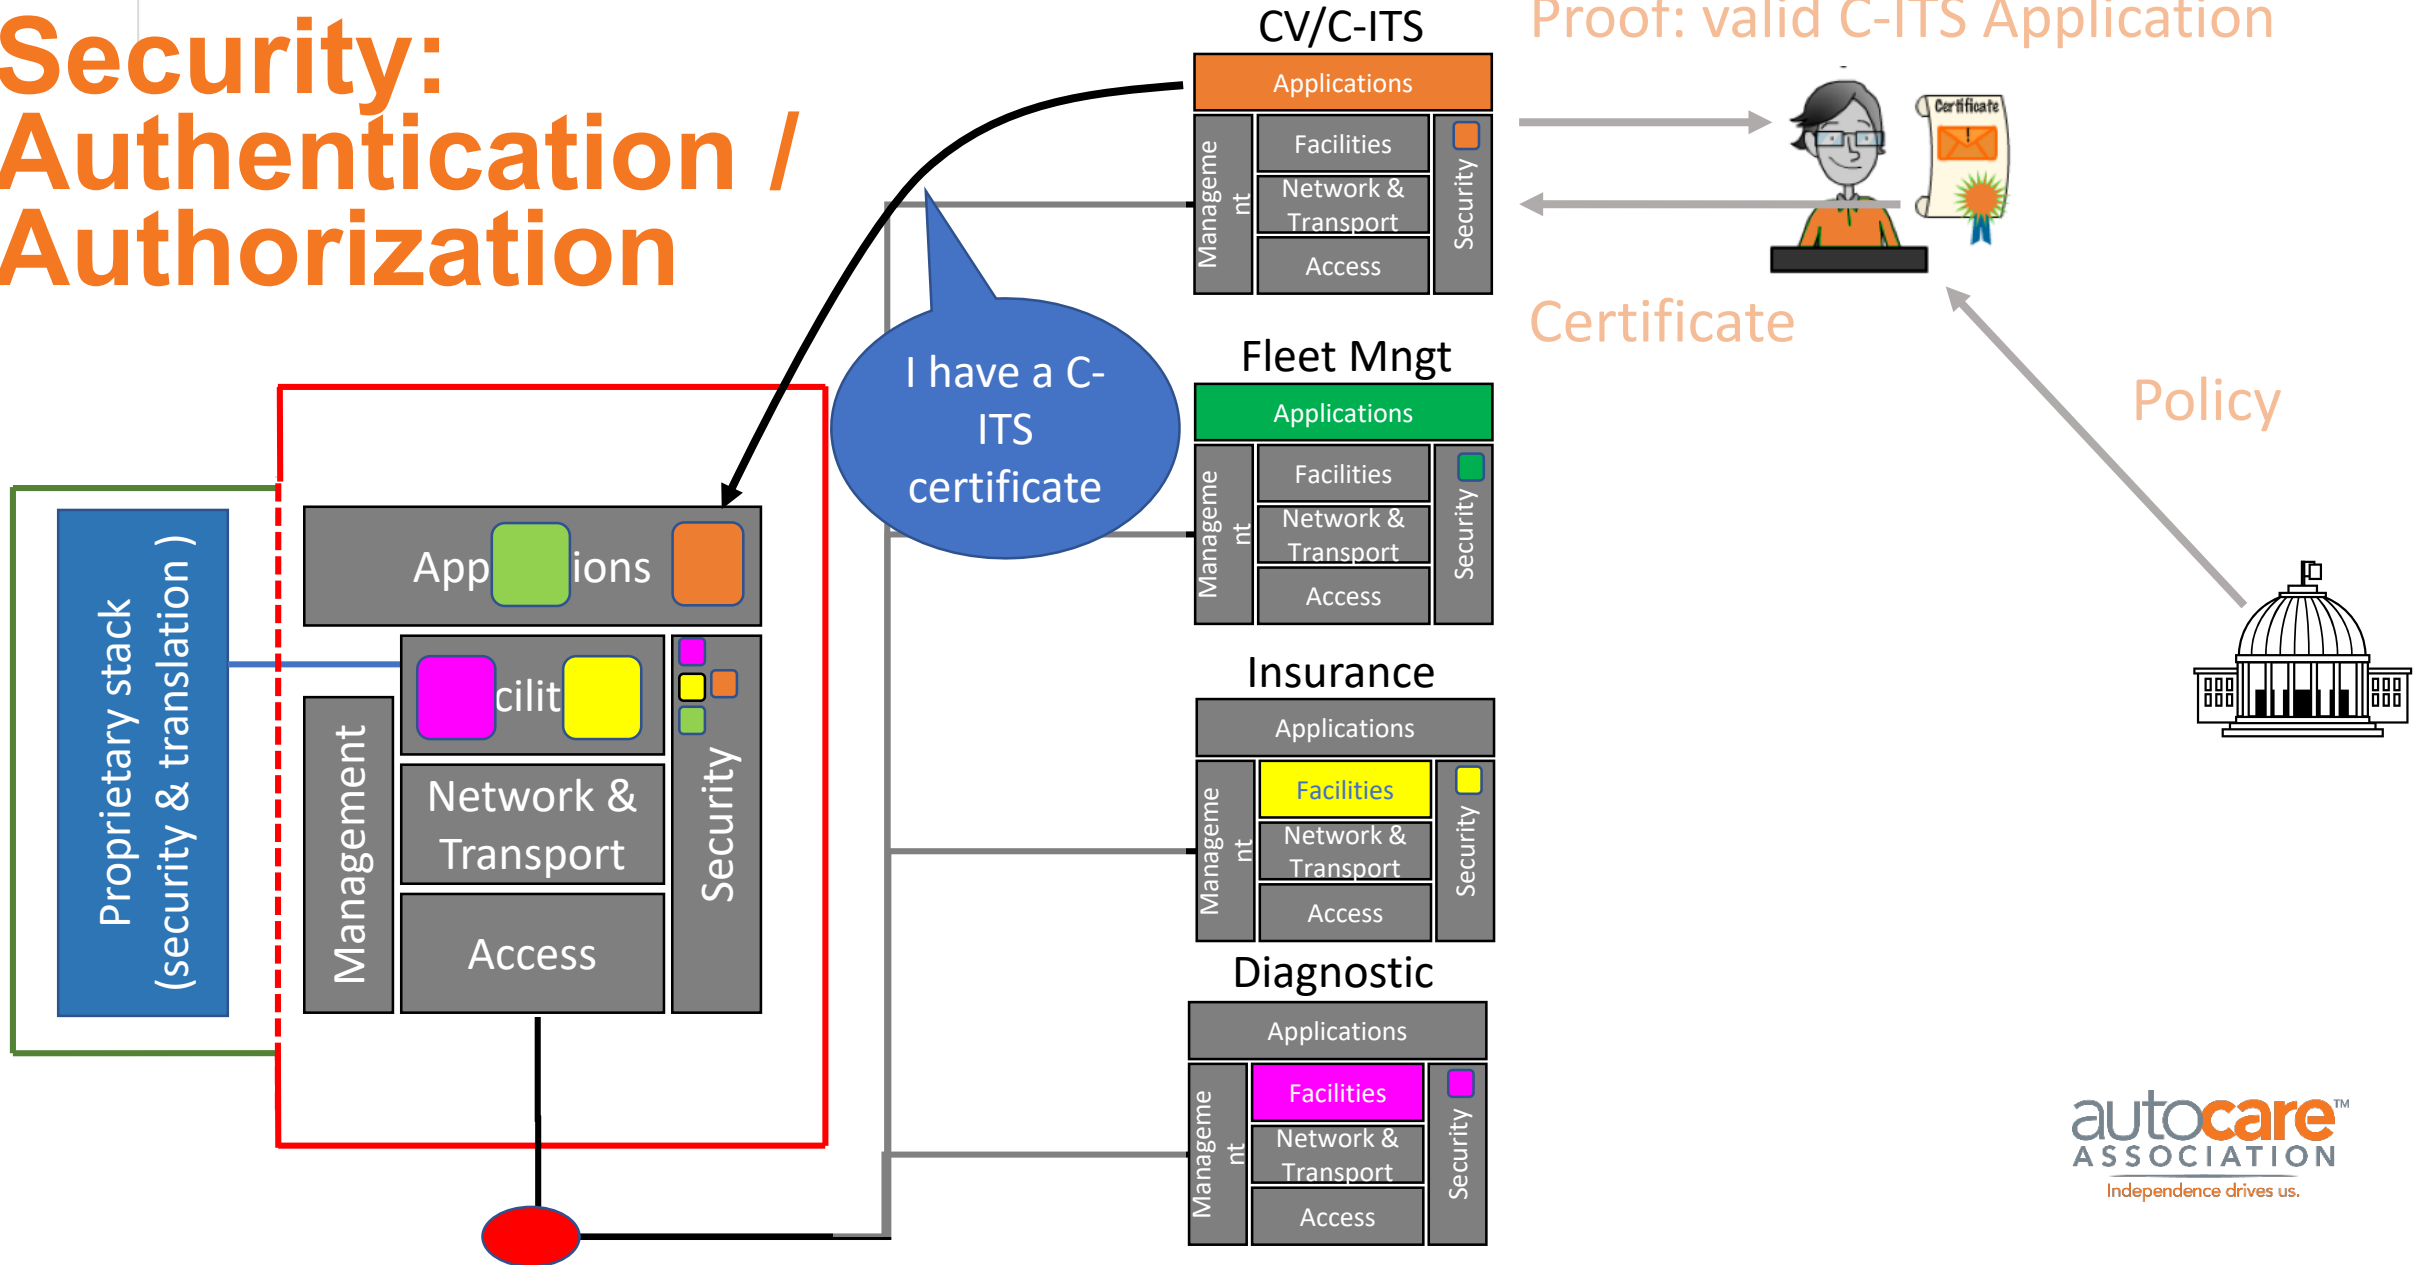 Security:
Authentication /
Authorization
CV/C-ITS
Applications
Manageme
nt
Facilities
Network &
Transport
Access
Security
Proof: valid C-ITS Application
Certificate
Certificate
Policy
I have a C-
ITS
certificate
Fleet Mngt
Applications
Manageme
nt
Facilities
Network &
Transport
Access
Security
Insurance
Applications
Manageme
nt
Facilities
Network &
Transport
Access
Security
Diagnostic
Applications
Manageme
nt
Facilities
Network &
Transport
Access
Security
Proprietary stack
(security & translation )
App ions
cilit
Management
Network &
Transport
Access
Security
autocare™
ASSOCIATION
Independence drives us.